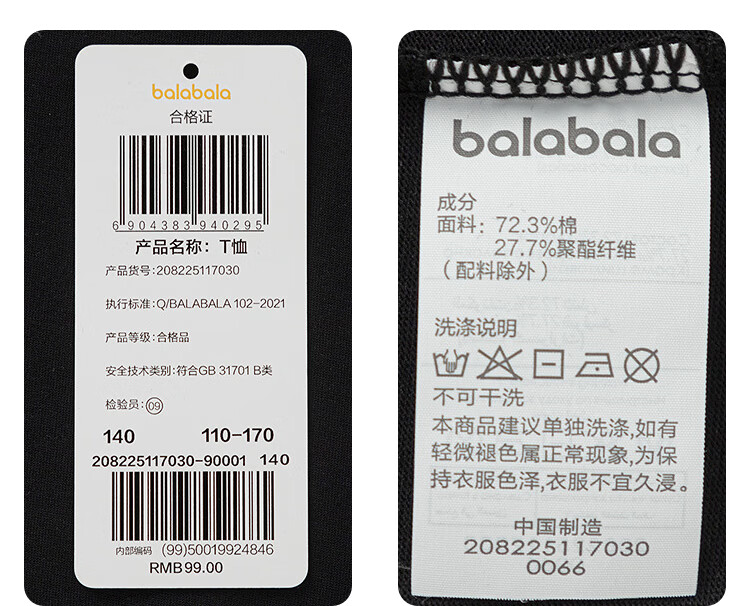 balabala
合格证
6 904383 940295
产品名称：T恤
产品货号：208225117030
执行标准：Q/BALABALA 102-2021
产品等级：合格品
安全技术类别：符合GB 31701 B类
检验员：09
140 110-170
208225117030-90001 140
内部编码 (99)50019924846
RMB99.00
balabala
成分
面料：72.3%棉
27.7%聚酯纤维
（配料除外）
洗涤说明
不可干洗
本商品建议单独洗涤,如有
轻微褪色属正常现象,为保
持衣服色泽,衣服不宜久浸。
中国制造
208225117030
0066